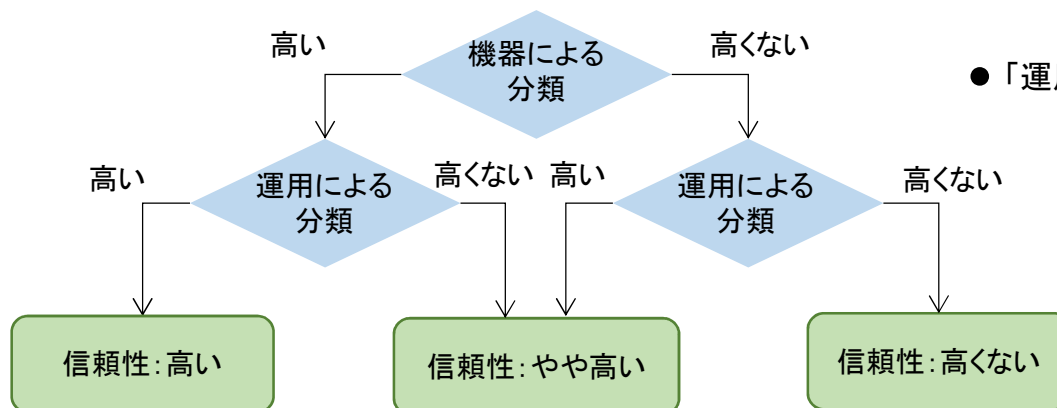 高い
機器による
分類
高くない
● 「運
高い
運用による
分類
高くない
高い
運用による
分類
高くない
信頼性：高い
信頼性：やや高い
信頼性：高くない